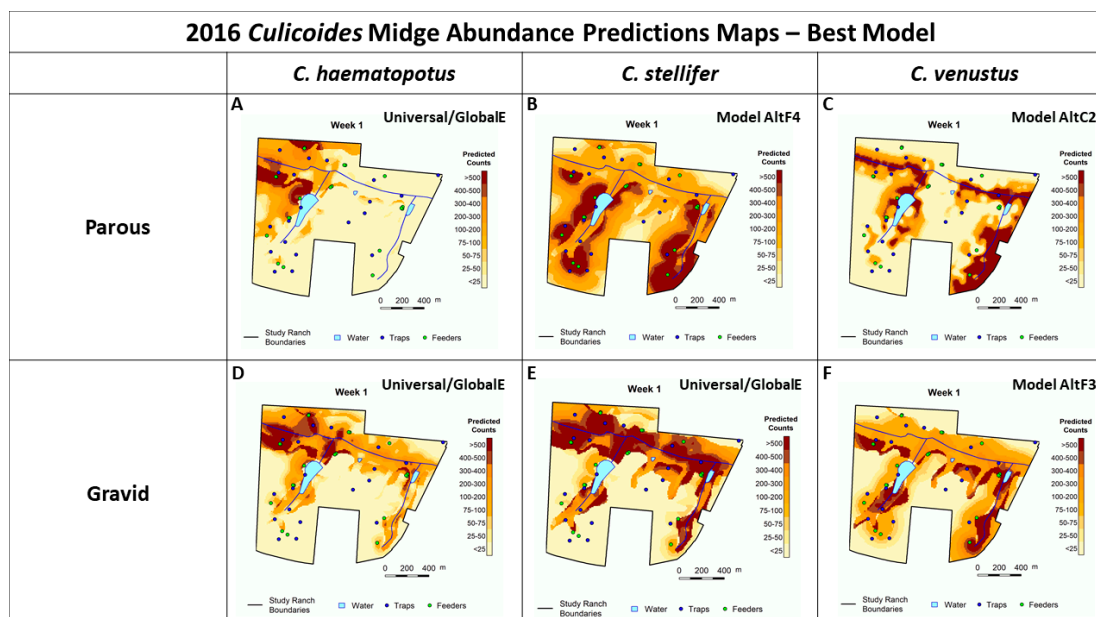 2016 Culicoides Midge Abundance Predictions Maps – Best Model
C. haematopotus
C. stellifer
C. venustus
Parous
A
Universal/GlobalE
Week 1
Predicted
Counts
>500
400-500
300-400
200-300
100-200
75-100
50-75
25-50
<25
0 200 400 m
Study Ranch
Boundaries
Water
Traps
Feeders
B
Model AltF4
Week 1
Predicted
Counts
>500
400-500
300-400
200-300
100-200
75-100
50-75
25-50
<25
0 200 400 m
Study Ranch
Boundaries
Water
Traps
Feeders
C
Model AltC2
Week 1
Predicted
Counts
>500
400-500
300-400
200-300
100-200
75-100
50-75
25-50
<25
0 200 400 m
Study Ranch
Boundaries
Water
Traps
Feeders
Gravid
D
Universal/GlobalE
Week 1
Predicted
Counts
>500
400-500
300-400
200-300
100-200
75-100
50-75
25-50
<25
0 200 400 m
Study Ranch
Boundaries
Water
Traps
Feeders
E
Universal/GlobalE
Week 1
Predicted
Counts
>500
400-500
300-400
200-300
100-200
75-100
50-75
25-50
<25
0 200 400 m
Study Ranch
Boundaries
Water
Traps
Feeders
F
Model AltF3
Week 1
Predicted
Counts
>500
400-500
300-400
200-300
100-200
75-100
50-75
25-50
<25
0 200 400 m
Study Ranch
Boundaries
Water
Traps
Feeders